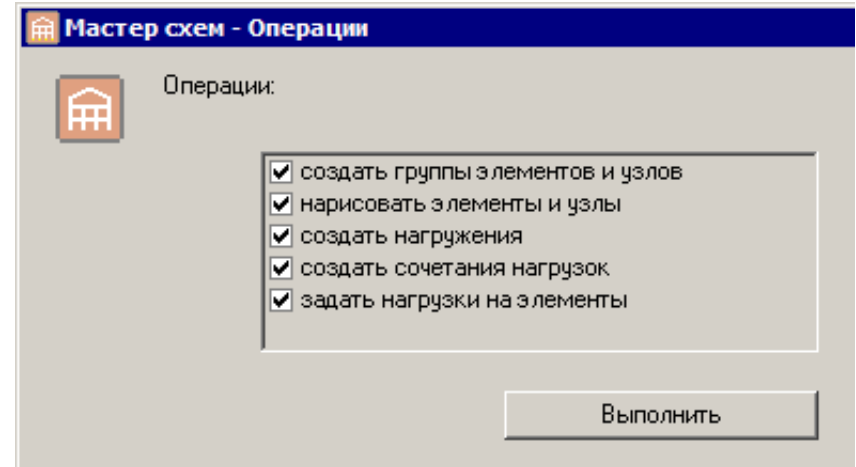 Мастер схем - Операции
Операции:
создать группы элементов и узлов
нарисовать элементы и узлы
создать нагружения
создать сочетания нагрузок
задать нагрузки на элементы
Выполнить